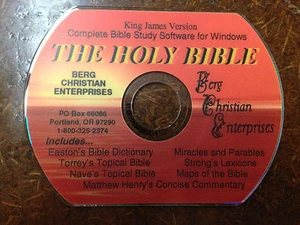 King James Version
Complete Bible Study Software for Windows
THE HOLY BIBLE
BERG
CHRISTIAN
ENTERPRISES
Berg
Christian
Enterprises
PO Box 68066
Portland, OR 97290
1-800-325-2374
Includes...
Easton's Bible Dictionary
Miracles and Parables
Torrey's Topical Bible
Strong's Lexicons
Nave's Topical Bible
Maps of the Bible
Matthew Henry's Concise Commentary